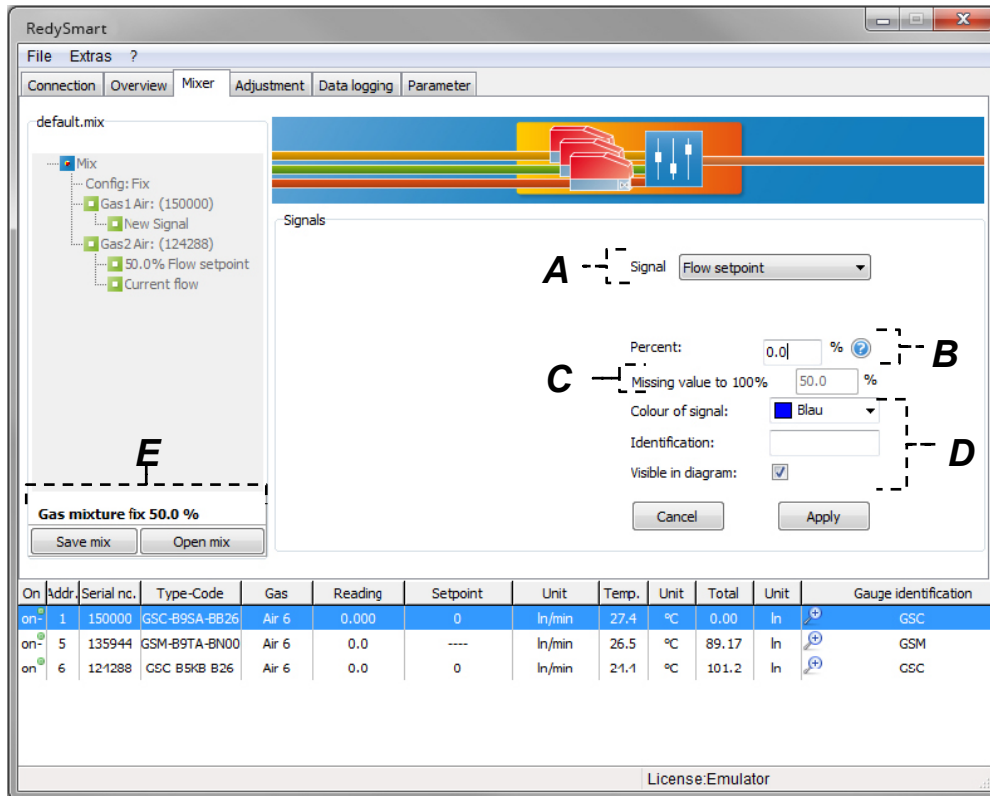 RedySmart
File Extras ?
Connection Overview Mixer Adjustment Data logging Parameter
default.mix
Mix
Config: Fix
Gas1 Air: (150000)
New Signal
Gas2 Air: (124288)
50.0% Flow setpoint
Current flow
E
Gas mixture fix 50.0 %
Save mix Open mix
Signals
A Signal Flow setpoint
Percent: 0.0 % ? B
C Missing value to 100% 50.0 %
Colour of signal: Blau
Identification: D
Visible in diagram:
Cancel Apply
On Addr. Serial nc. Type-Code Gas Reading Setpoint Unit Temp. Unit Total Unit Gauge identification
on- 1 150000 GSC-B9SA-BB26 Air 6 0.000 0 ln/min 27.4 °C 0.00 ln GSC
on- 5 135944 GSM-B9TA-BN00 Air 6 0.0 ---- ln/min 26.5 °C 89.17 ln GSM
on 6 124288 GSC B5KB B26 Air 6 0.0 0 ln/min 24.4 °C 101.2 ln GSC
License:Emulator